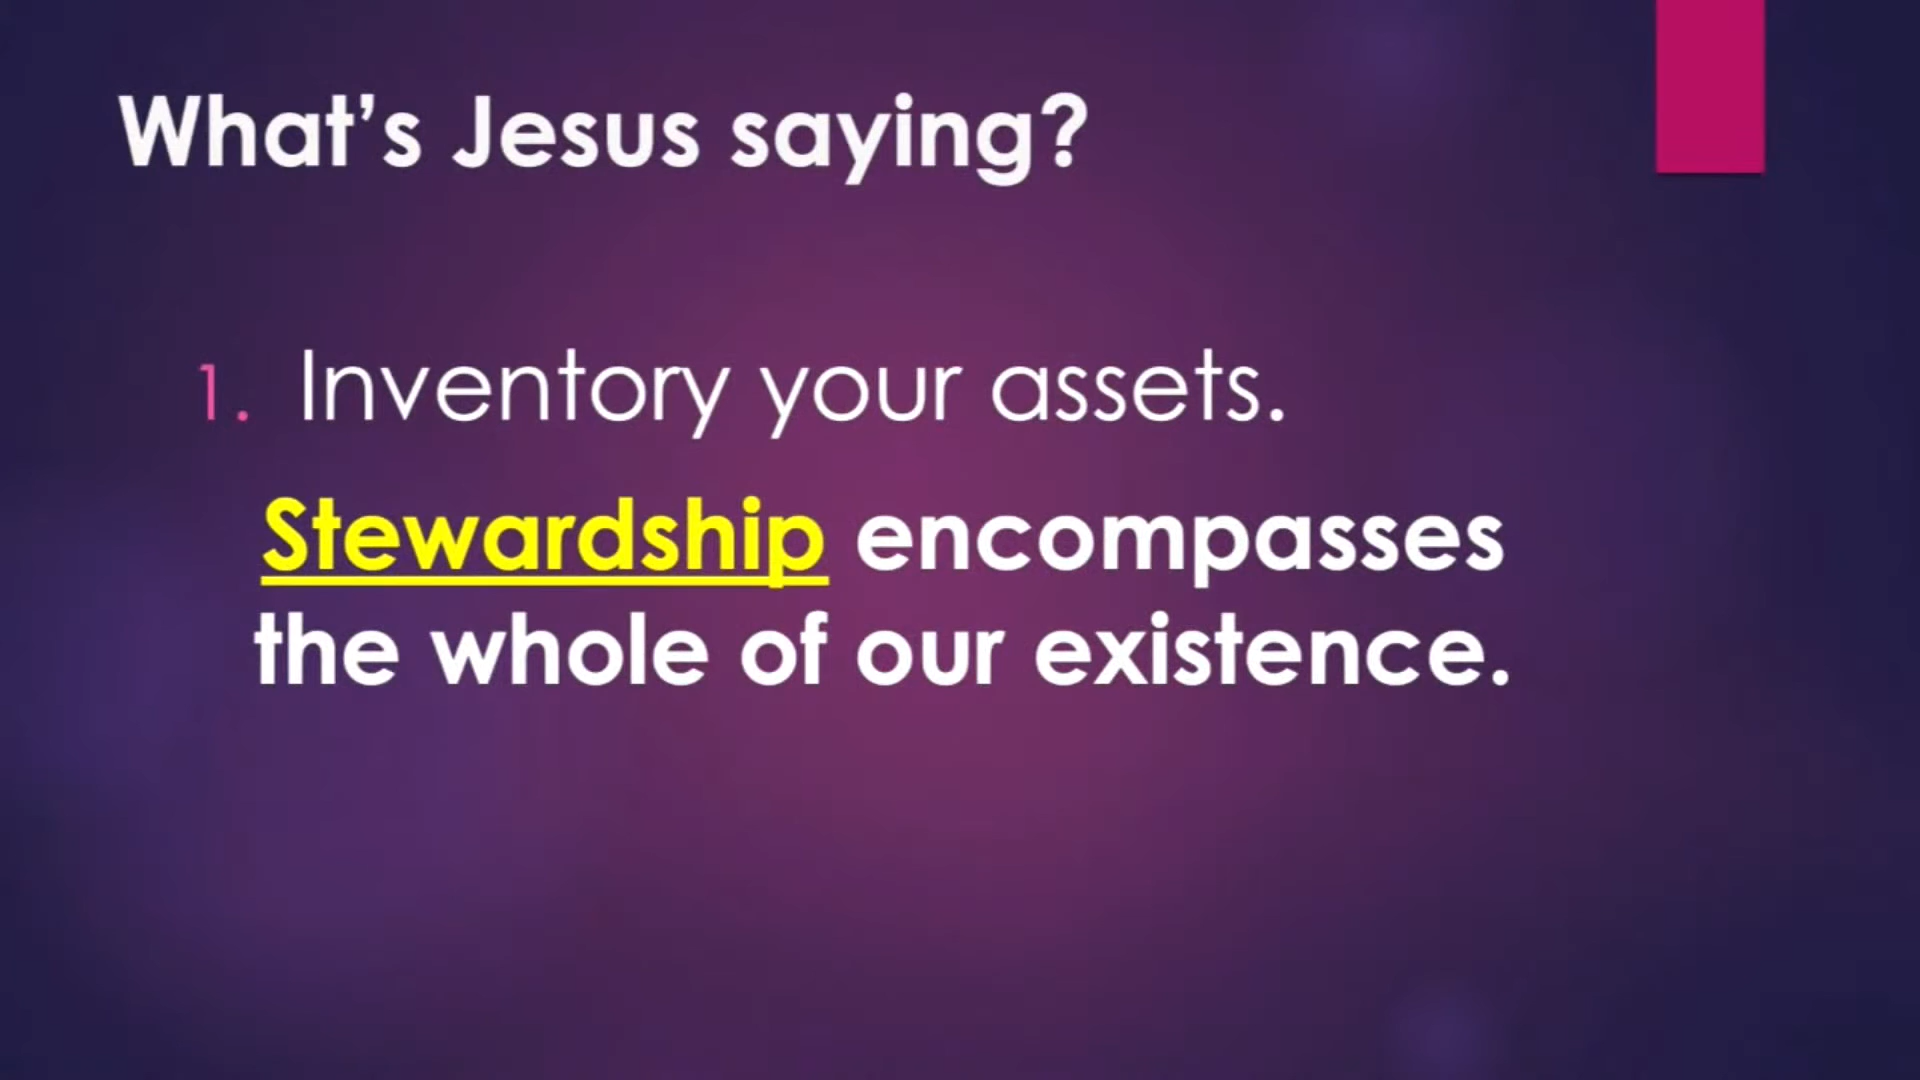 What’s Jesus saying?
1. Inventory your assets.
Stewardship encompasses
the whole of our existence.